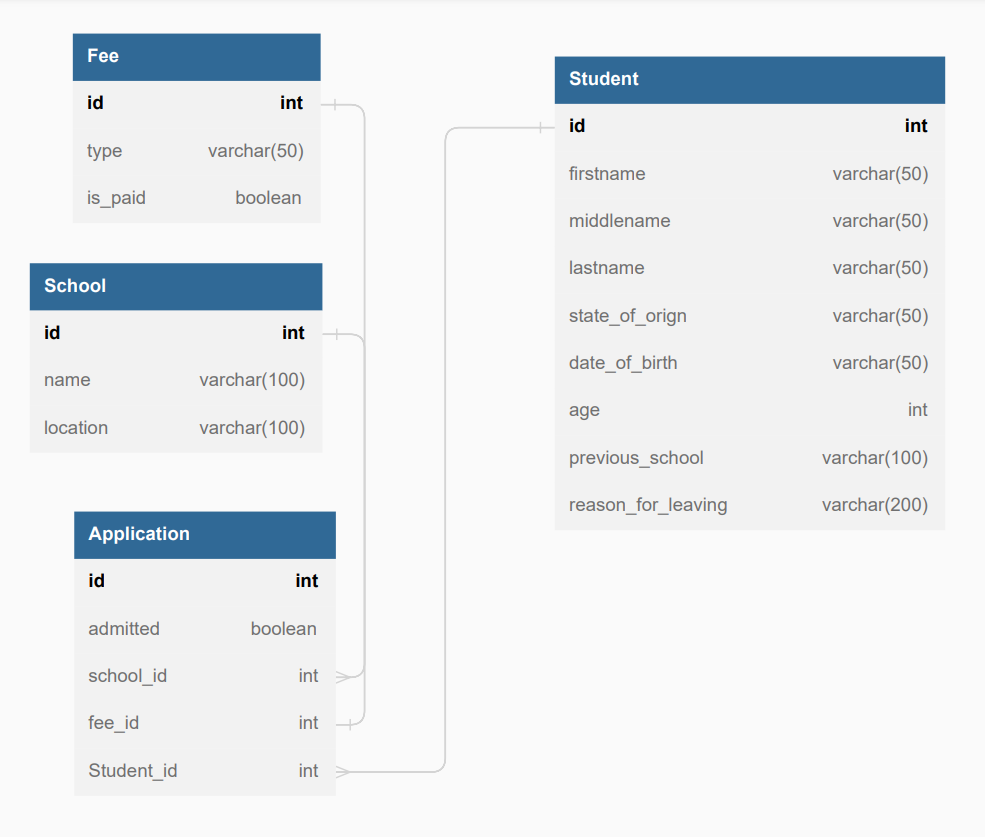 Fee
id int
type varchar(50)
is_paid boolean
School
id int
name varchar(100)
location varchar(100)
Application
id int
admitted boolean
school_id int
fee_id int
Student_id int
Student
id int
firstname varchar(50)
middlename varchar(50)
lastname varchar(50)
state_of_orign varchar(50)
date_of_birth varchar(50)
age int
previous_school varchar(100)
reason_for_leaving varchar(200)